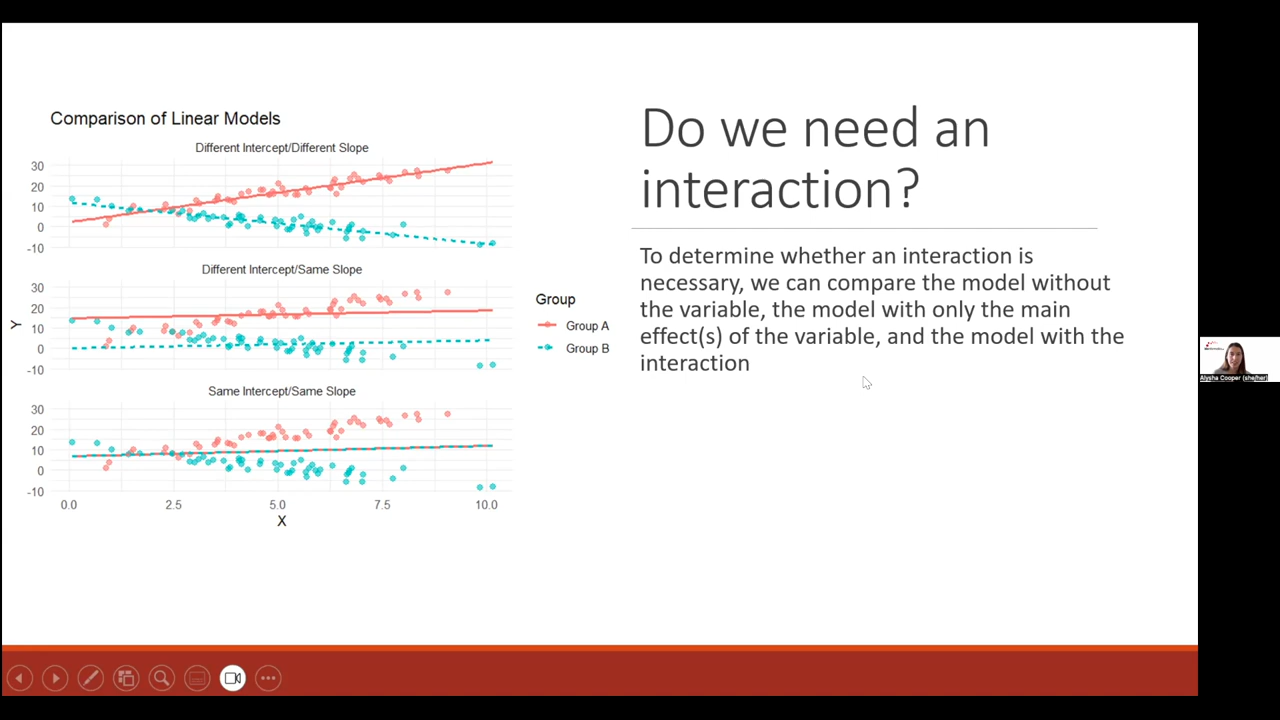 Comparison of Linear Models
Different Intercept/Different Slope
30
20
10
0
-10
Different Intercept/Same Slope
30
20
10
0
-10
Y
Same Intercept/Same Slope
30
20
10
0
-10
0.0 2.5 5.0 7.5 10.0
X
Group
Group A
Group B
Do we need an
interaction?
To determine whether an interaction is
necessary, we can compare the model without
the variable, the model with only the main
effect(s) of the variable, and the model with the
interaction
Alysha Cooper (she/her)